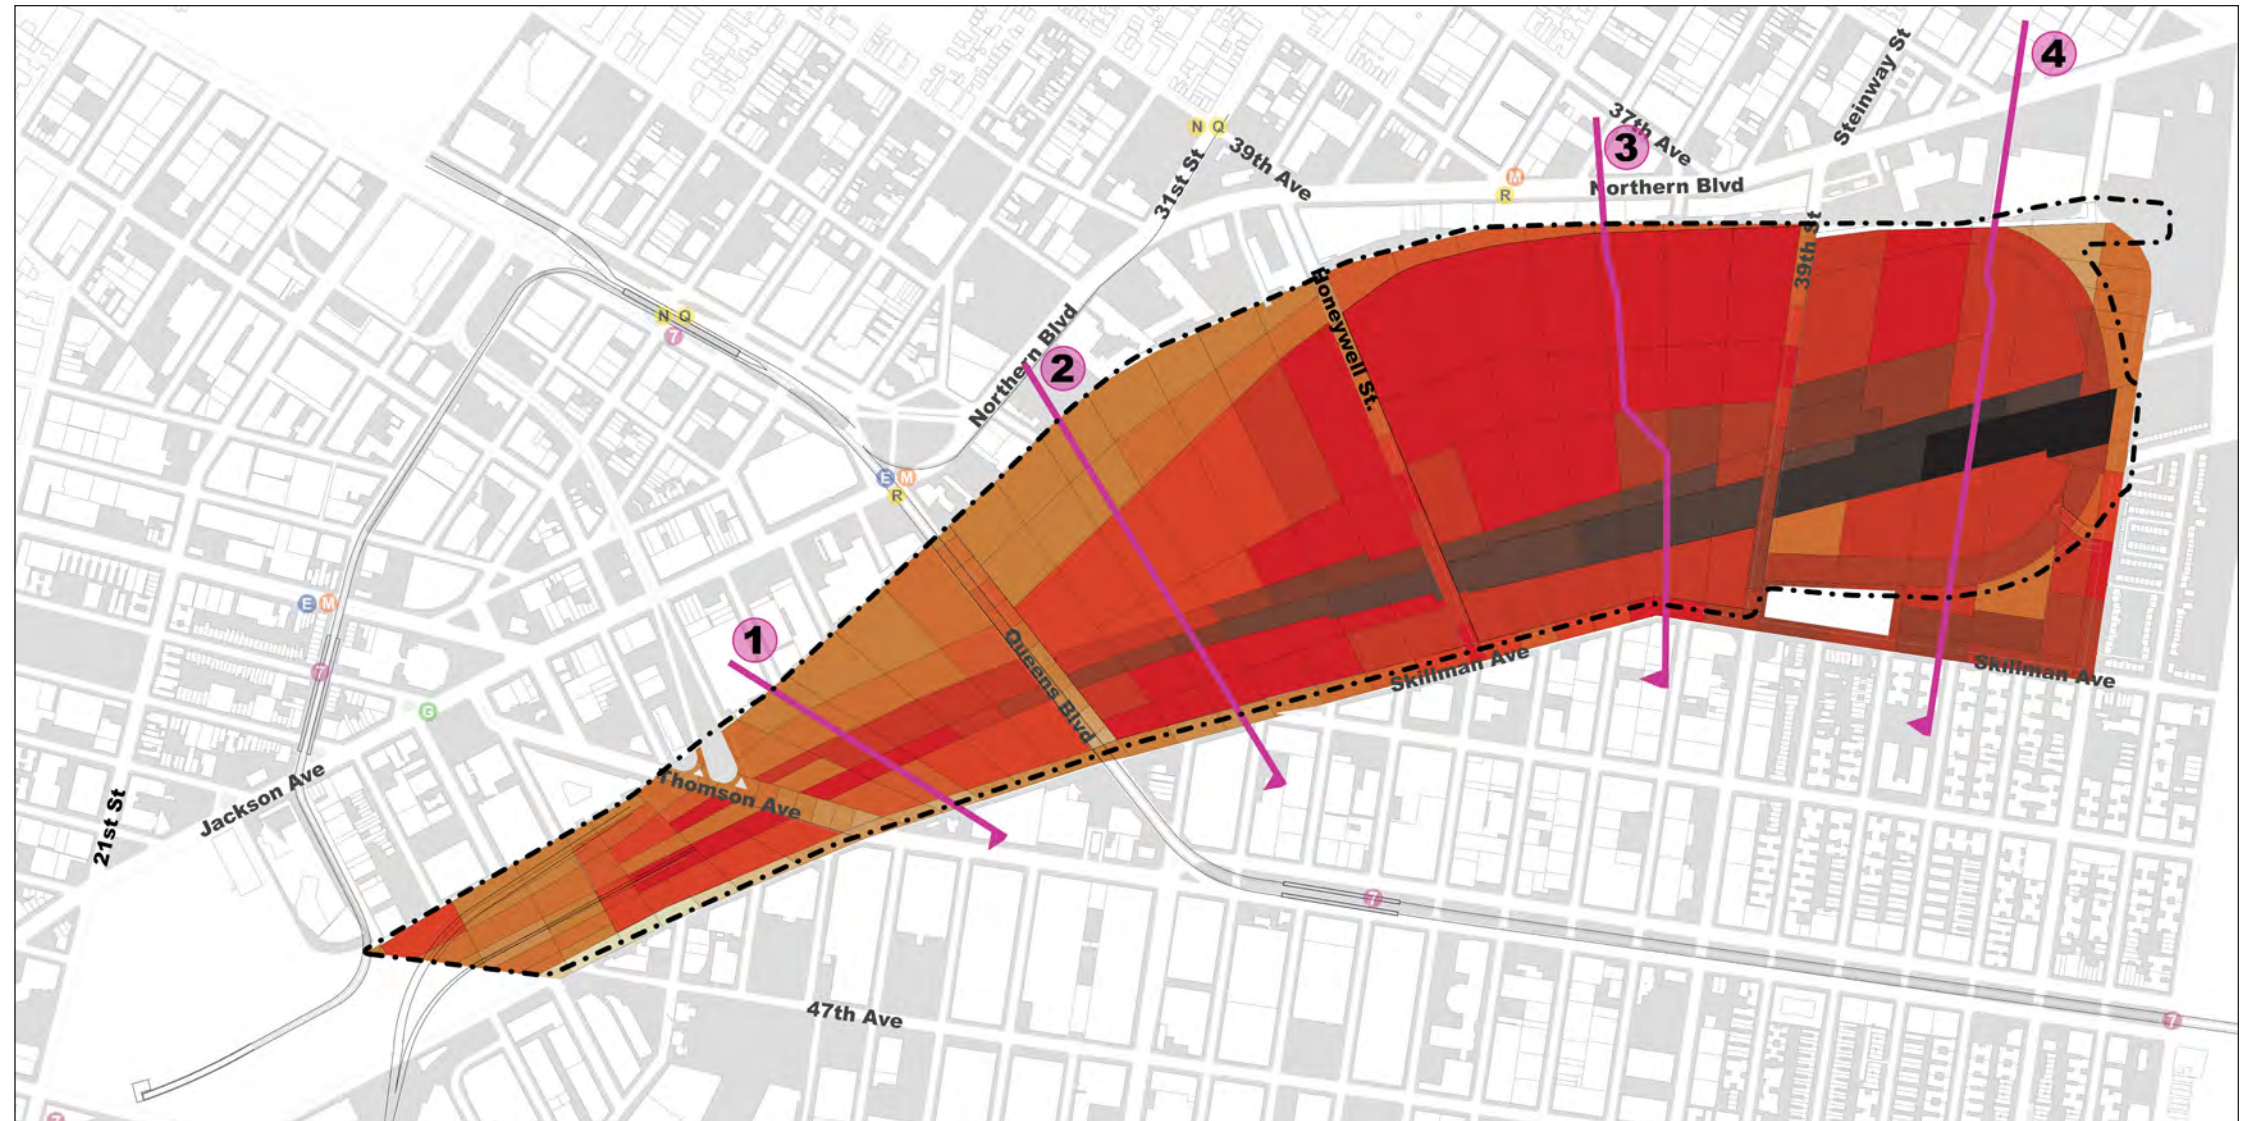 4
Steinway St
37th Ave
3
Northern Blvd
N Q
39th Ave
31st St
M
R
39th St
Honeywell St.
N Q
7
Northern Blvd
2
E M
R
E M
7
1
Queens Blvd
Skillman Ave
Skillman Ave
G
Thomson Ave
Jackson Ave
21st St
7
47th Ave
7
7